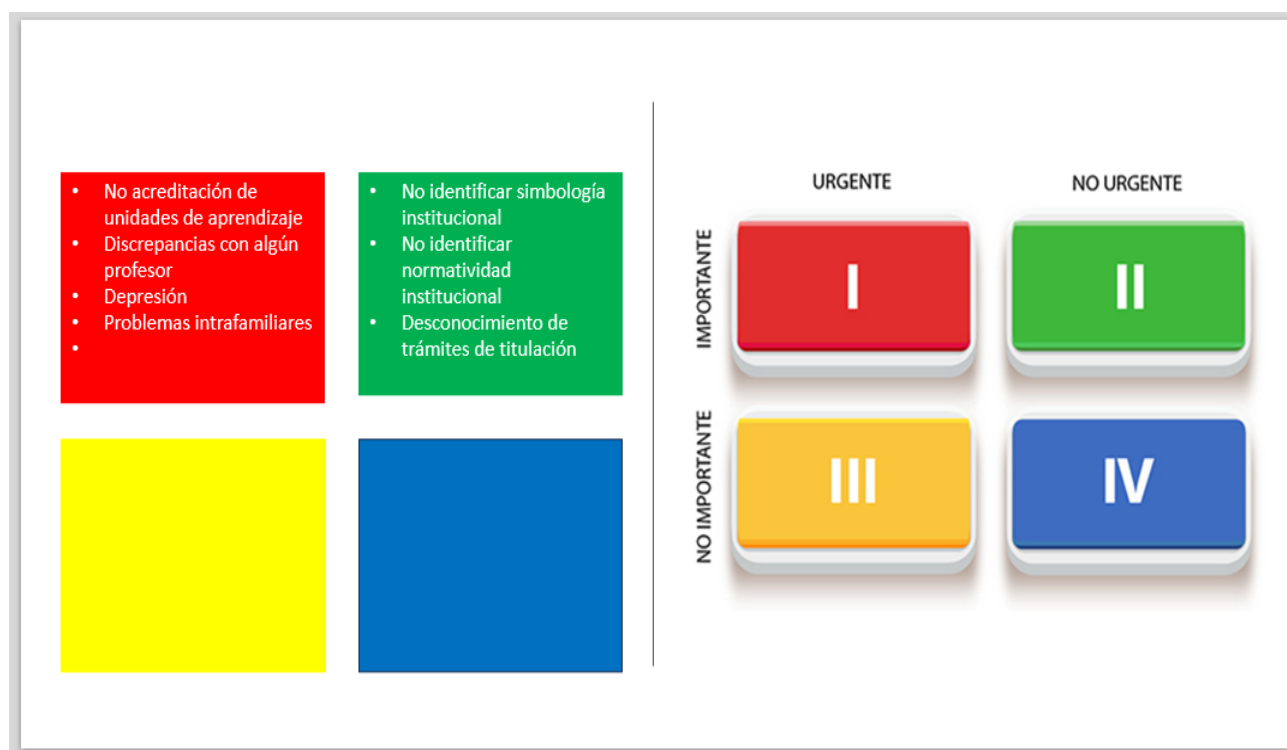 • No acreditación de
unidades de aprendizaje
• Discrepancias con algún
profesor
• Depresión
• Problemas intrafamiliares
•
• No identificar simbología
institucional
• No identificar
normatividad
institucional
• Desconocimiento de
trámites de titulación
URGENTE
NO URGENTE
IMPORTANTE
I
II
NO IMPORTANTE
III
IV